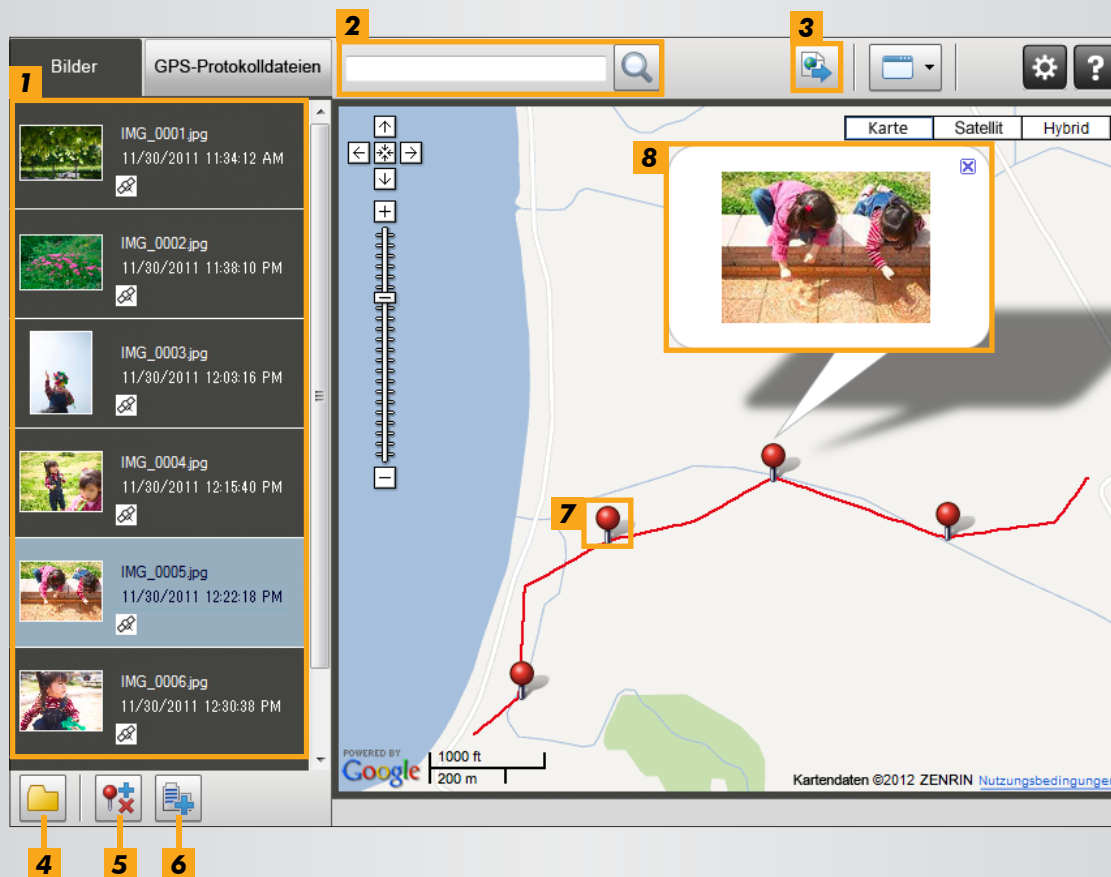 2
3
1
Bilder
GPS-Protokolldateien
?
IMG_0001.jpg
11/30/2011 11:34:12 AM
IMG_0002.jpg
11/30/2011 11:38:10 PM
IMG_0003.jpg
11/30/2011 12:03:16 PM
IMG_0004.jpg
11/30/2011 12:15:40 PM
IMG_0005.jpg
11/30/2011 12:22:18 PM
IMG_0006.jpg
11/30/2011 12:30:38 PM
Karte
Satellit
Hybrid
8
7
POWERED BY
Google
1000 ft
200 m
Kartendaten ©2012 ZENRIN Nutzungsbedingungen
4
5
6